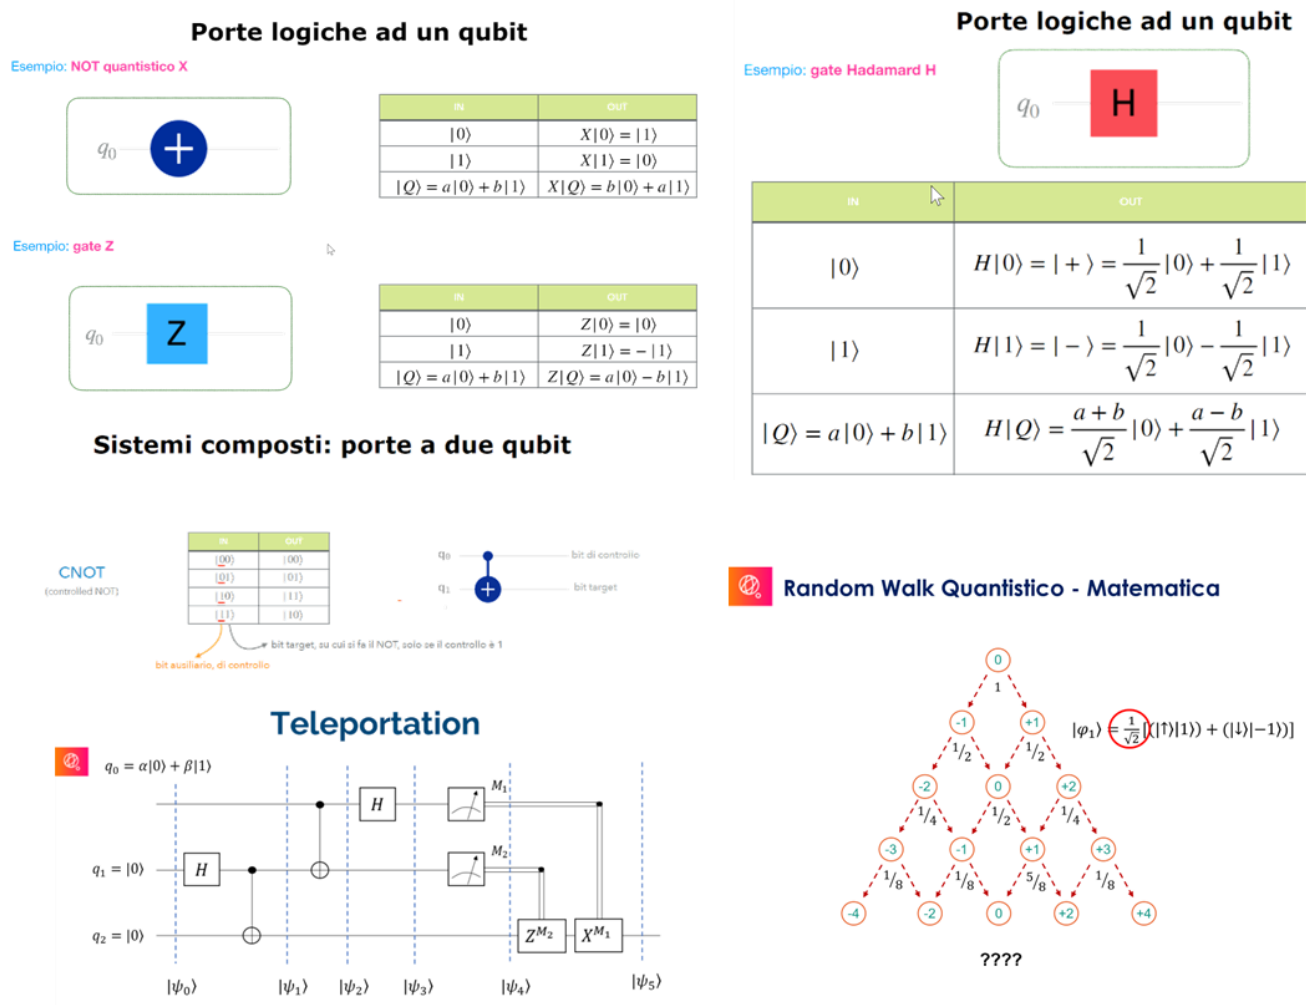 Porte logiche ad un qubit
Esempio: NOT quantistico X
q0
+
IN OUT
|0⟩ X|0⟩ = |1⟩
|1⟩ X|1⟩ = |0⟩
|Q⟩ = a|0⟩ + b|1⟩ X|Q⟩ = b|0⟩ + a|1⟩
Esempio: gate Z
q0
Z
IN OUT
|0⟩ Z|0⟩ = |0⟩
|1⟩ Z|1⟩ = −|1⟩
|Q⟩ = a|0⟩ + b|1⟩ Z|Q⟩ = a|0⟩ − b|1⟩
Porte logiche ad un qubit
Esempio: gate Hadamard H
q0
H
IN OUT
|0⟩ H|0⟩ = |+⟩ = 1/√2|0⟩ + 1/√2|1⟩
|1⟩ H|1⟩ = |−⟩ = 1/√2|0⟩ − 1/√2|1⟩
|Q⟩ = a|0⟩ + b|1⟩ H|Q⟩ = (a+b)/√2|0⟩ + (a−b)/√2|1⟩
Sistemi composti: porte a due qubit
CNOT
(controlled NOT)
IN OUT
|00⟩ |00⟩
|01⟩ |01⟩
|10⟩ |11⟩
|11⟩ |10⟩
bit target, su cui si fa il NOT, solo se il controllo è 1
bit ausiliario, di controllo
q0 bit di controllo
q1 + bit target
Teleportation
q0 = α|0⟩ + β|1⟩
H M1
q1 = |0⟩ H M2
q2 = |0⟩ Z^M2 X^M1
|ψ0⟩ |ψ1⟩ |ψ2⟩ |ψ3⟩ |ψ4⟩ |ψ5⟩
Random Walk Quantistico - Matematica
0
1
-1 +1
|φ1⟩ = 1/√2[(|↑⟩|1⟩) + (|↓⟩|−1⟩)]
1/2 1/2
-2 0 +2
1/4 1/2 1/4
-3 -1 +1 +3
1/8 1/8 5/8 1/8
-4 -2 0 +2 +4
????